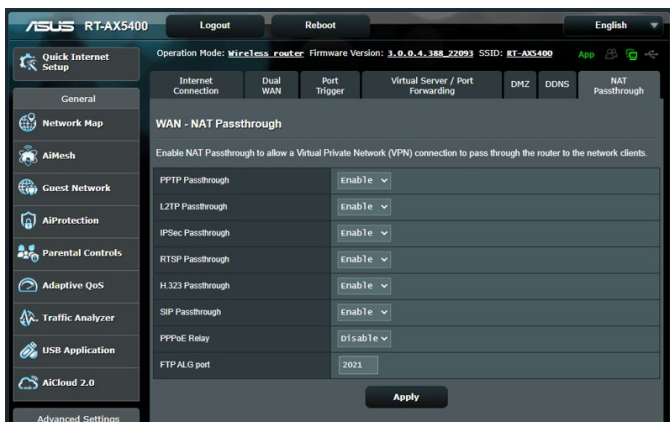 ASUS RT-AX5400 Logout Reboot English
Quick Internet Setup
Operation Mode: Wireless router Firmware Version: 3.0.0.4.388_22093 SSID: RT-AX5400 App
General
Network Map
AiMesh
Guest Network
AiProtection
Parental Controls
Adaptive QoS
Traffic Analyzer
USB Application
AiCloud 2.0
Advanced Settings
Internet Connection Dual WAN Port Trigger Virtual Server / Port Forwarding DMZ DDNS NAT Passthrough
WAN - NAT Passthrough
Enable NAT Passthrough to allow a Virtual Private Network (VPN) connection to pass through the router to the network clients.
PPTP Passthrough Enable
L2TP Passthrough Enable
IPSec Passthrough Enable
RTSP Passthrough Enable
H.323 Passthrough Enable
SIP Passthrough Enable
PPPoE Relay Disable
FTP ALG port 2021
Apply